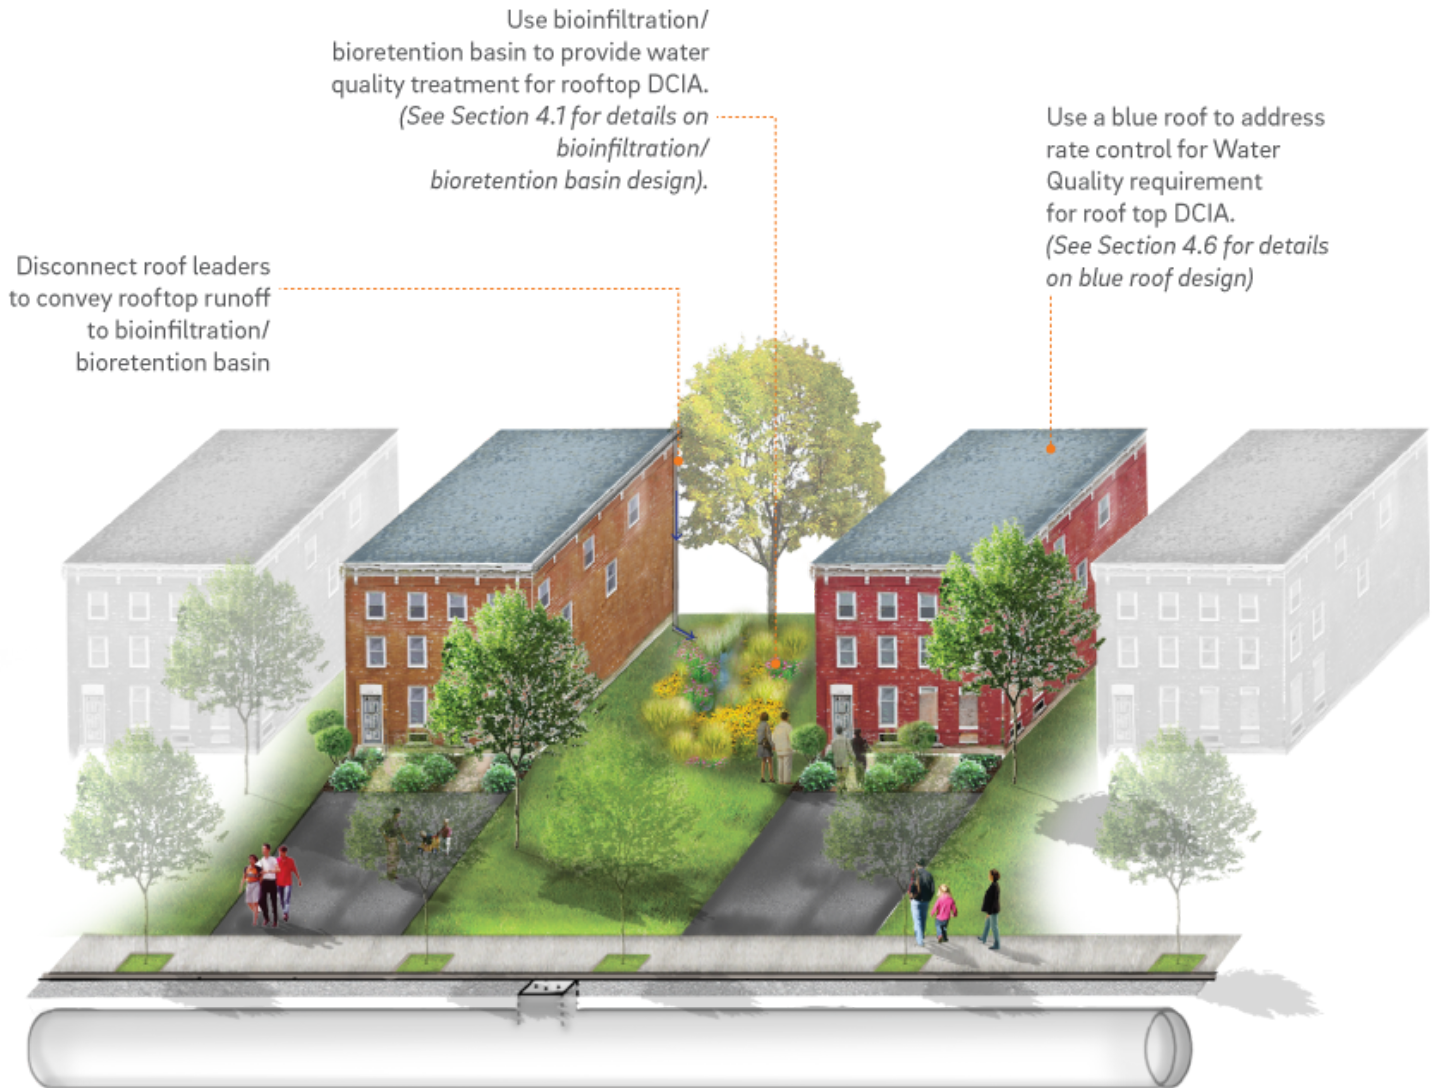 Use bioinfiltration/
bioretention basin to provide water
quality treatment for rooftop DCIA.
(See Section 4.1 for details on
bioinfiltration/
bioretention basin design).
Use a blue roof to address
rate control for Water
Quality requirement
for roof top DCIA.
(See Section 4.6 for details
on blue roof design)
Disconnect roof leaders
to convey rooftop runoff
to bioinfiltration/
bioretention basin